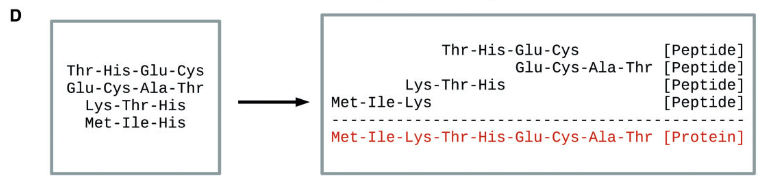 D
Thr-His-Glu-Cys
Glu-Cys-Ala-Thr
Lys-Thr-His
Met-Ile-His
Thr-His-Glu-Cys [Peptide]
Glu-Cys-Ala-Thr [Peptide]
Lys-Thr-His [Peptide]
Met-Ile-Lys [Peptide]
---------------------------------------------
Met-Ile-Lys-Thr-His-Glu-Cys-Ala-Thr [Protein]